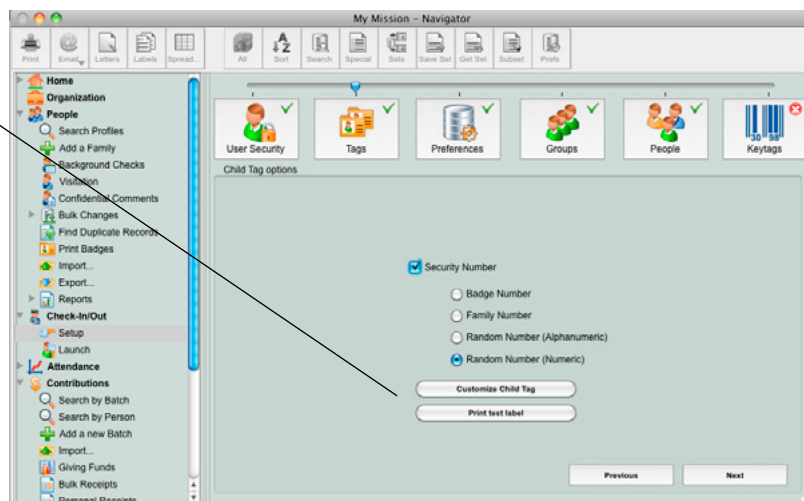 My Mission – Navigator
Print Email Letters Labels Spread... All Sort Search Special Sets Save Set Get Set Subset Prefs
Home
Organization
People
Search Profiles
Add a Family
Background Checks
Visitation
Confidential Comments
Bulk Changes
Find Duplicate Records
Print Badges
Import...
Export...
Reports
Check-In/Out
Setup
Launch
Attendance
Contributions
Search by Batch
Search by Person
Add a new Batch
Import...
Giving Funds
Bulk Receipts
Personal Receipts
30 98
User Security Tags Preferences Groups People Keytags
Child Tag options
Security Number
Badge Number
Family Number
Random Number (Alphanumeric)
Random Number (Numeric)
Customize Child Tag
Print test label
Previous Next